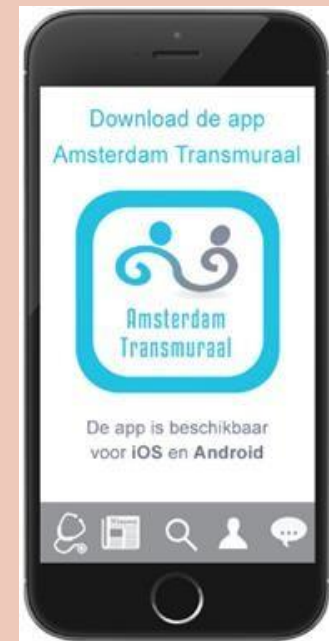 Download de app
Amsterdam Transmuraal
Amsterdam
Transmuraal
De app is beschikbaar
voor iOS en Android